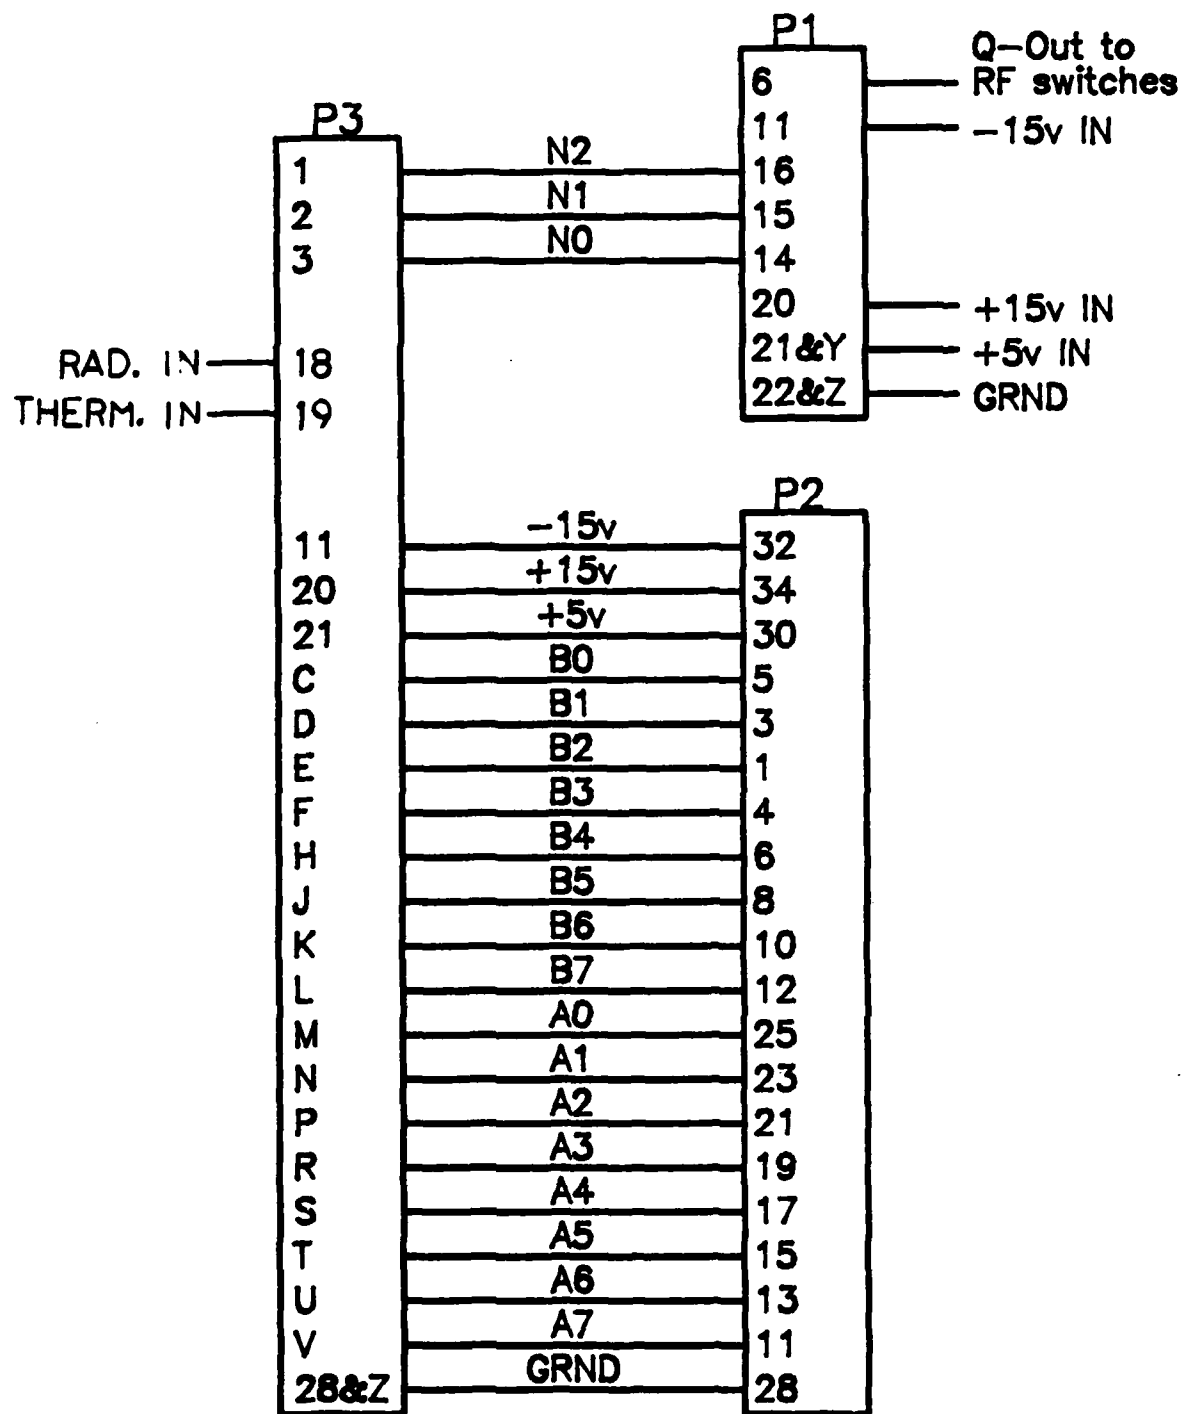 P1
6 Q-Out to
RF switches
11 -15v IN
P3
1 N2 16
2 N1 15
3 N0 14
20 +15v IN
21&Y +5v IN
22&Z GRND
RAD. IN 18
THERM. IN 19
P2
11 -15v 32
20 +15v 34
21 +5v 30
C B0 5
D B1 3
E B2 1
F B3 4
H B4 6
J B5 8
K B6 10
L B7 12
M A0 25
N A1 23
P A2 21
R A3 19
S A4 17
T A5 15
U A6 13
V A7 11
28&Z GRND 28